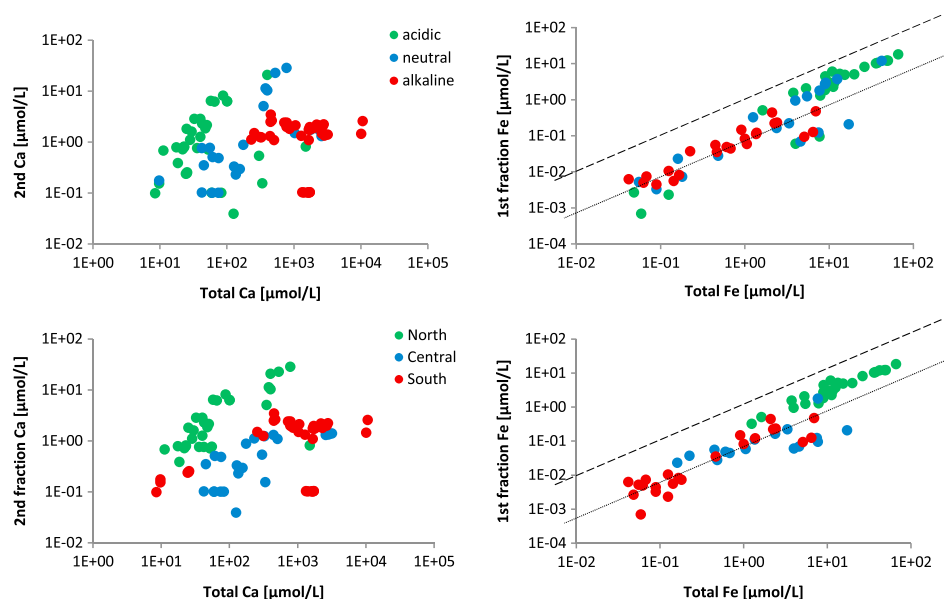 2nd Ca [µmol/L]
1E+02
1E+01
1E+00
1E-01
1E-02
1E+00
1E+01
1E+02
1E+03
1E+04
1E+05
Total Ca [µmol/L]
acidic
neutral
alkaline
1st fraction Fe [µmol/L]
1E+02
1E+01
1E+00
1E-01
1E-02
1E-03
1E-04
1E-02
1E-01
1E+00
1E+01
1E+02
Total Fe [µmol/L]
2nd fraction Ca [µmol/L]
1E+02
1E+01
1E+00
1E-01
1E-02
1E+00
1E+01
1E+02
1E+03
1E+04
1E+05
Total Ca [µmol/L]
North
Central
South
1st fraction Fe [µmol/L]
1E+02
1E+01
1E+00
1E-01
1E-02
1E-03
1E-04
1E-02
1E-01
1E+00
1E+01
1E+02
Total Fe [µmol/L]